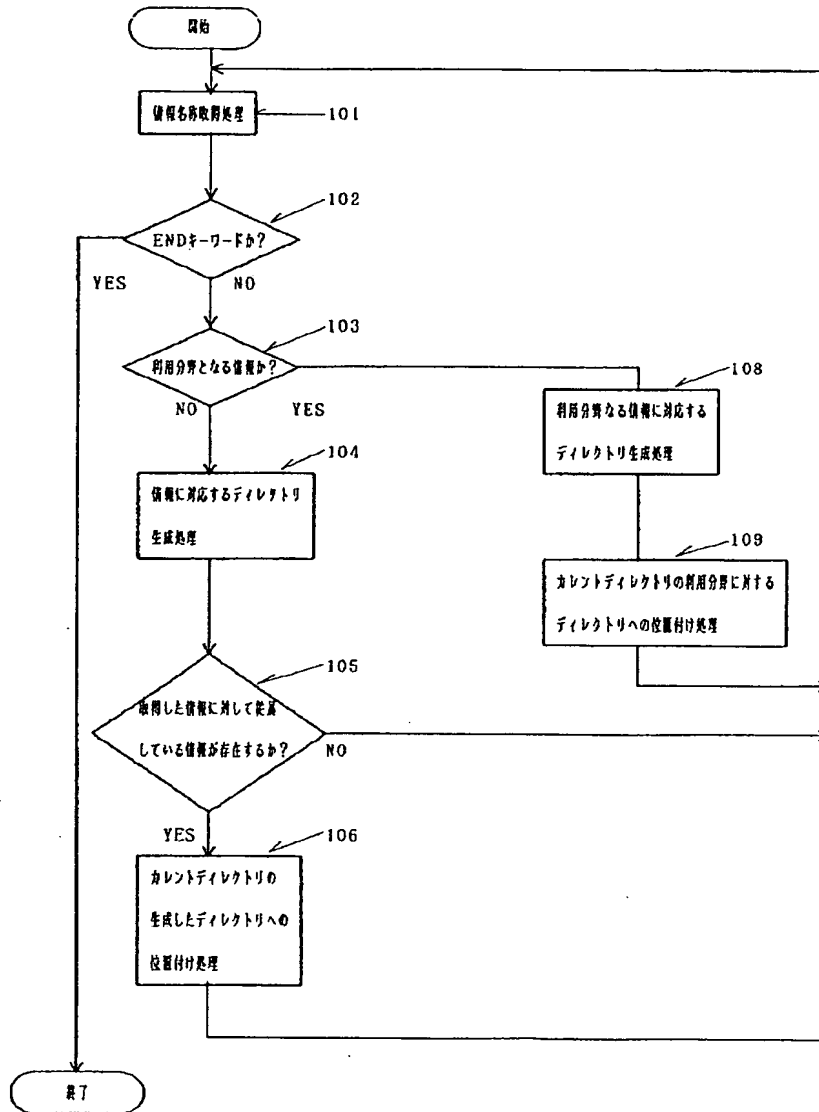 開始
情報名称取得処理
101
102
ENDキーワードか?
YES
NO
103
利用分野となる情報か?
NO
YES
108
利用分野なる情報に対応する
ディレクトリ生成処理
104
情報に対応するディレクトリ
生成処理
109
カレントディレクトリの利用分野に対する
ディレクトリへの位置付け処理
105
取得した情報に対して従属
している情報が存在するか?
NO
YES
106
カレントディレクトリの
生成したディレクトリへの
位置付け処理
終了